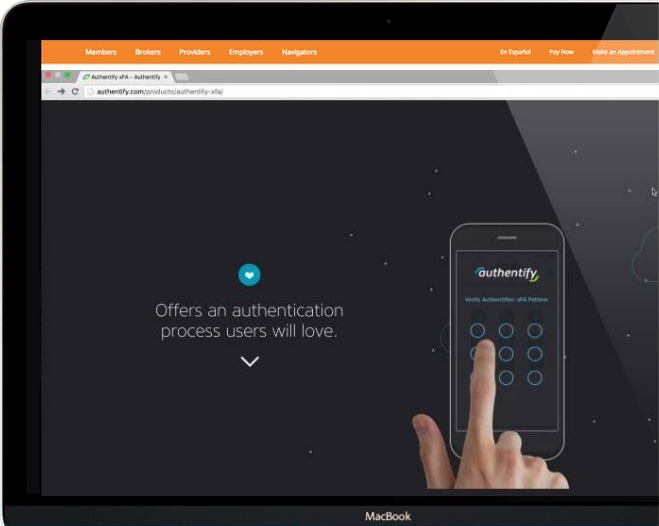 Members Brokers Providers Employers Navigators En Español Pay Now Make an Appointment
Authentify xFA - Authentify ×
authentify.com/products/authentify-xfa/
authentify
Verify Authentifier: xFA Pattern
Offers an authentication
process users will love.
MacBook